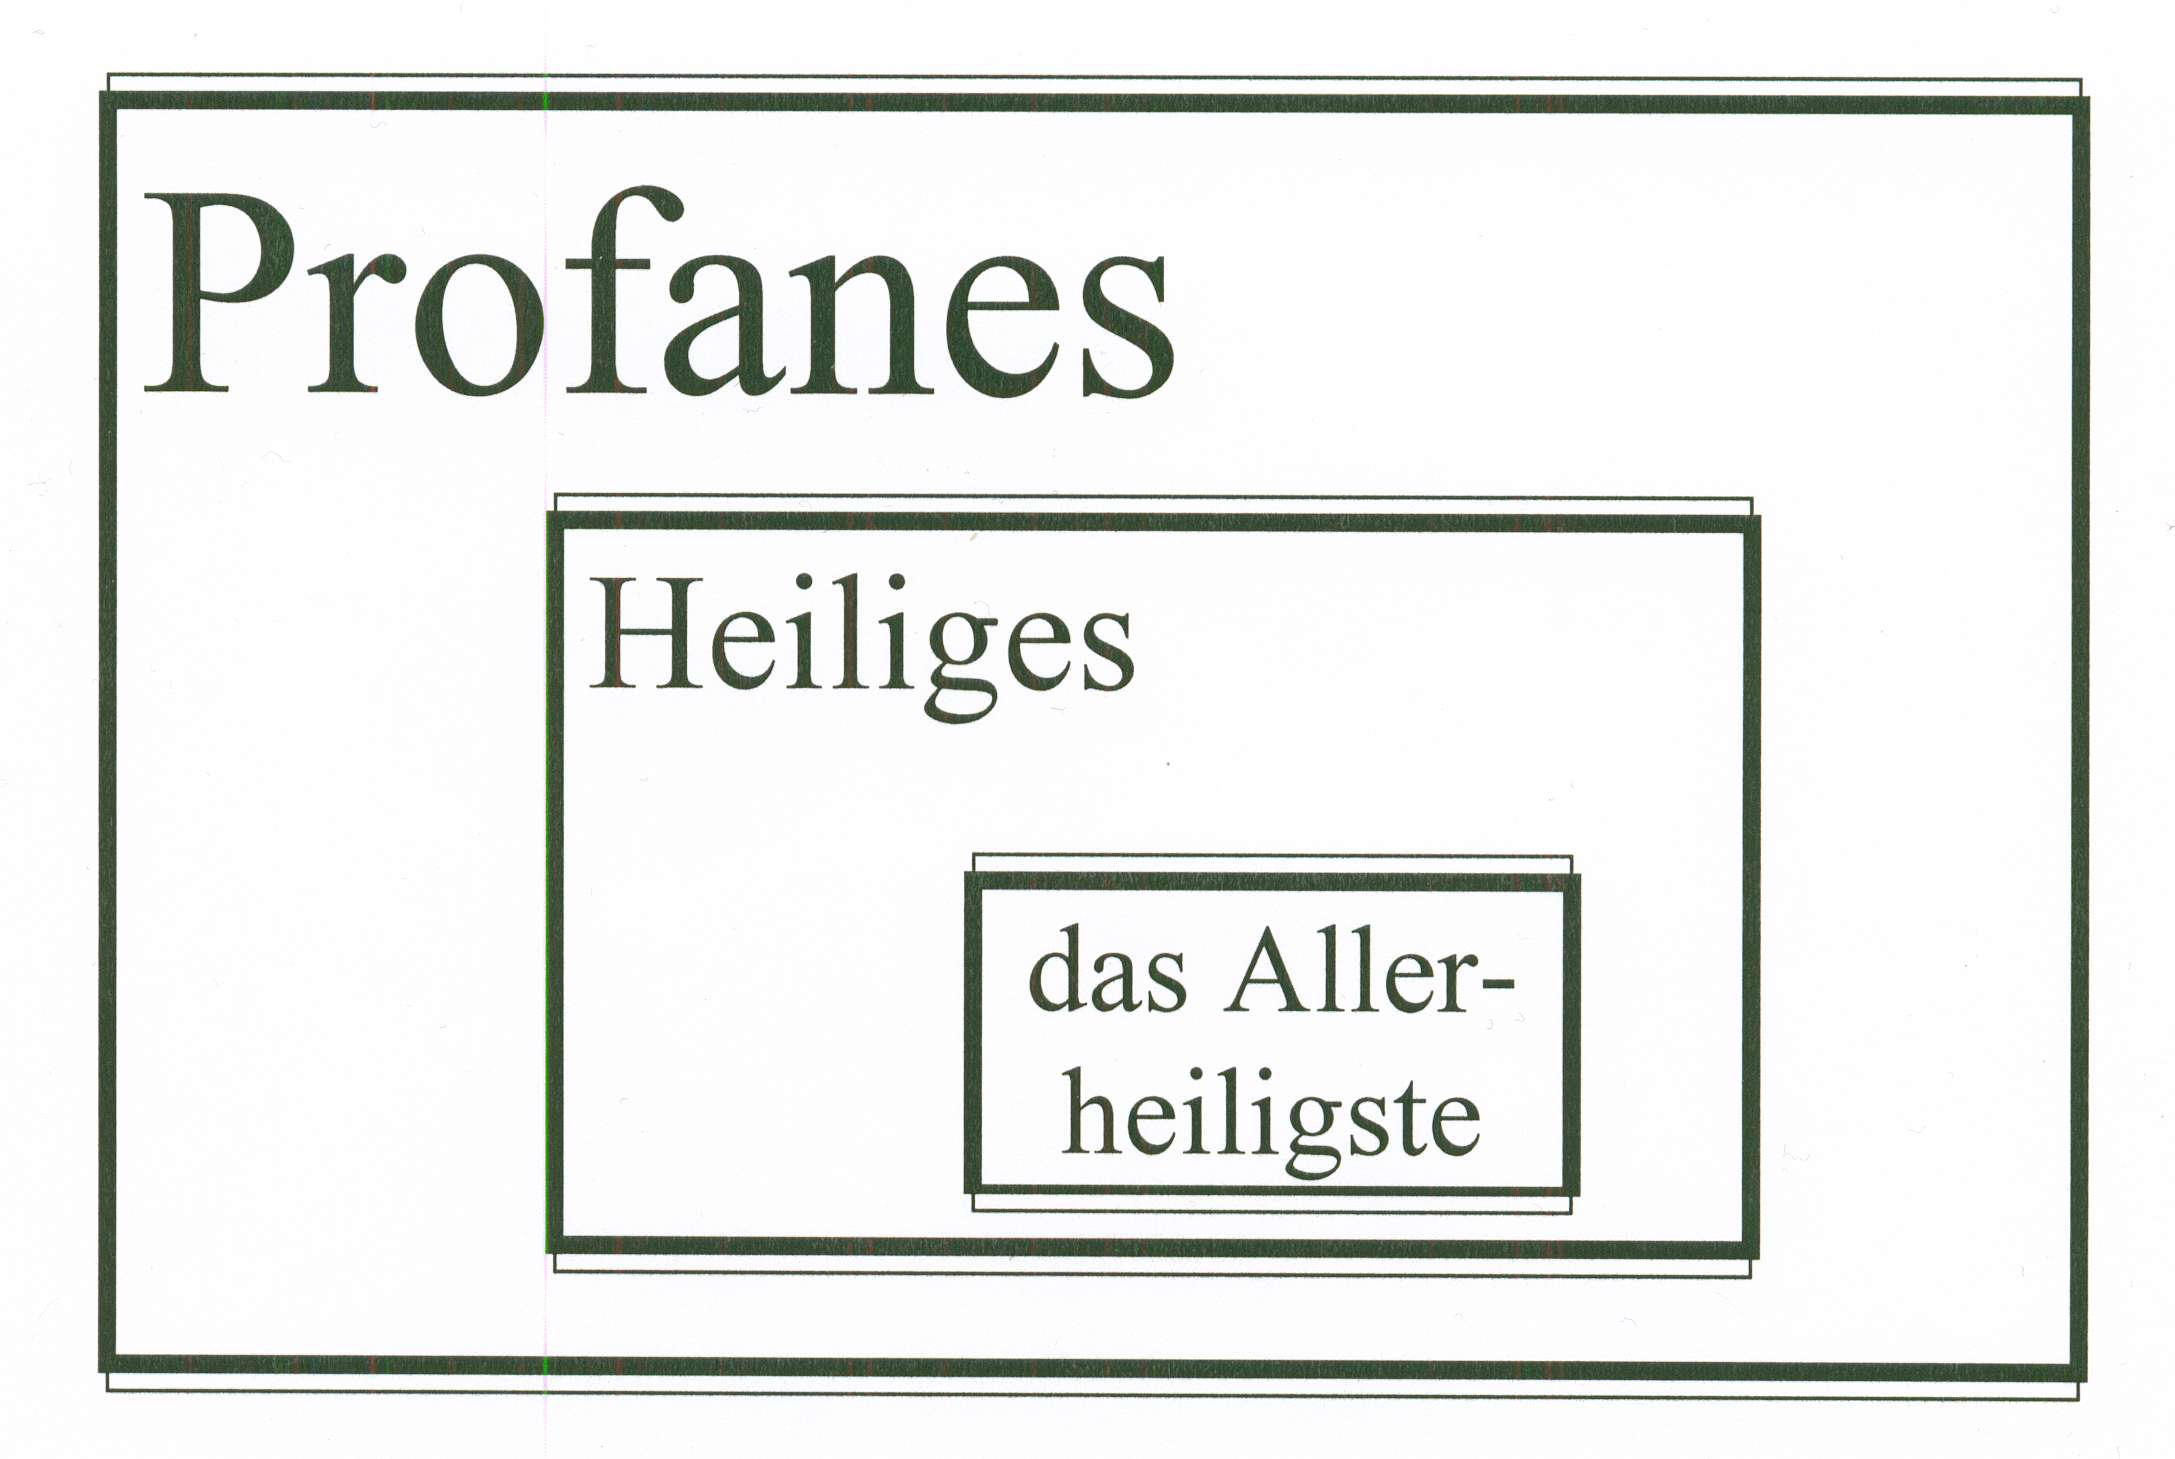 Profanes
Heiliges
das Aller-
heiligste